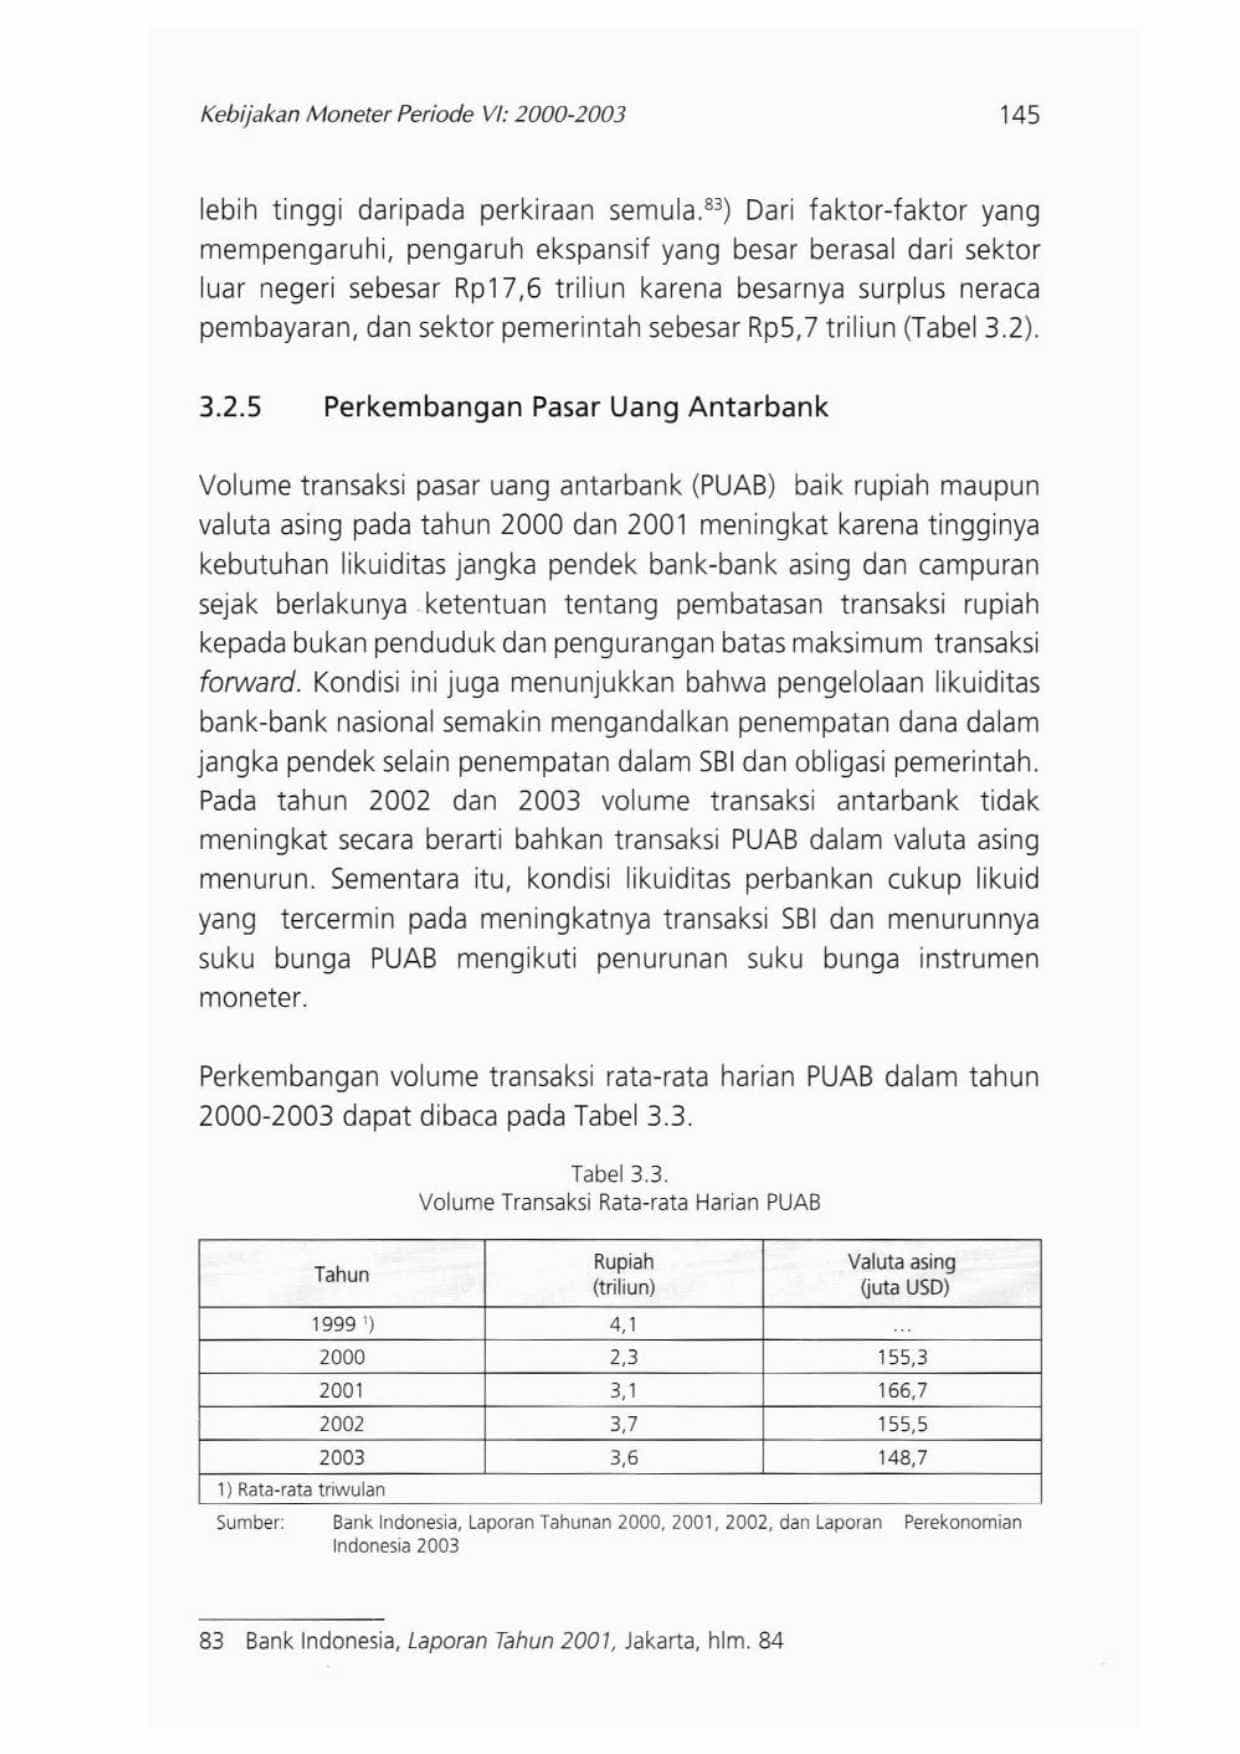 Kebijakan Moneter Periode VI: 2000-2003 145
lebih tinggi daripada perkiraan semula.⁸³) Dari faktor-faktor yang
mempengaruhi, pengaruh ekspansif yang besar berasal dari sektor
luar negeri sebesar Rp17,6 triliun karena besarnya surplus neraca
pembayaran, dan sektor pemerintah sebesar Rp5,7 triliun (Tabel 3.2).
3.2.5 Perkembangan Pasar Uang Antarbank
Volume transaksi pasar uang antarbank (PUAB) baik rupiah maupun
valuta asing pada tahun 2000 dan 2001 meningkat karena tingginya
kebutuhan likuiditas jangka pendek bank-bank asing dan campuran
sejak berlakunya ketentuan tentang pembatasan transaksi rupiah
kepada bukan penduduk dan pengurangan batas maksimum transaksi
forward. Kondisi ini juga menunjukkan bahwa pengelolaan likuiditas
bank-bank nasional semakin mengandalkan penempatan dana dalam
jangka pendek selain penempatan dalam SBI dan obligasi pemerintah.
Pada tahun 2002 dan 2003 volume transaksi antarbank tidak
meningkat secara berarti bahkan transaksi PUAB dalam valuta asing
menurun. Sementara itu, kondisi likuiditas perbankan cukup likuid
yang tercermin pada meningkatnya transaksi SBI dan menurunnya
suku bunga PUAB mengikuti penurunan suku bunga instrumen
moneter.
Perkembangan volume transaksi rata-rata harian PUAB dalam tahun
2000-2003 dapat dibaca pada Tabel 3.3.
Tabel 3.3.
Volume Transaksi Rata-rata Harian PUAB
Tahun Rupiah (triliun) Valuta asing (juta USD)
1999 ¹) 4,1 ...
2000 2,3 155,3
2001 3,1 166,7
2002 3,7 155,5
2003 3,6 148,7
1) Rata-rata triwulan
Sumber: Bank Indonesia, Laporan Tahunan 2000, 2001, 2002, dan Laporan Perekonomian
Indonesia 2003
83 Bank Indonesia, Laporan Tahun 2001, Jakarta, hlm. 84